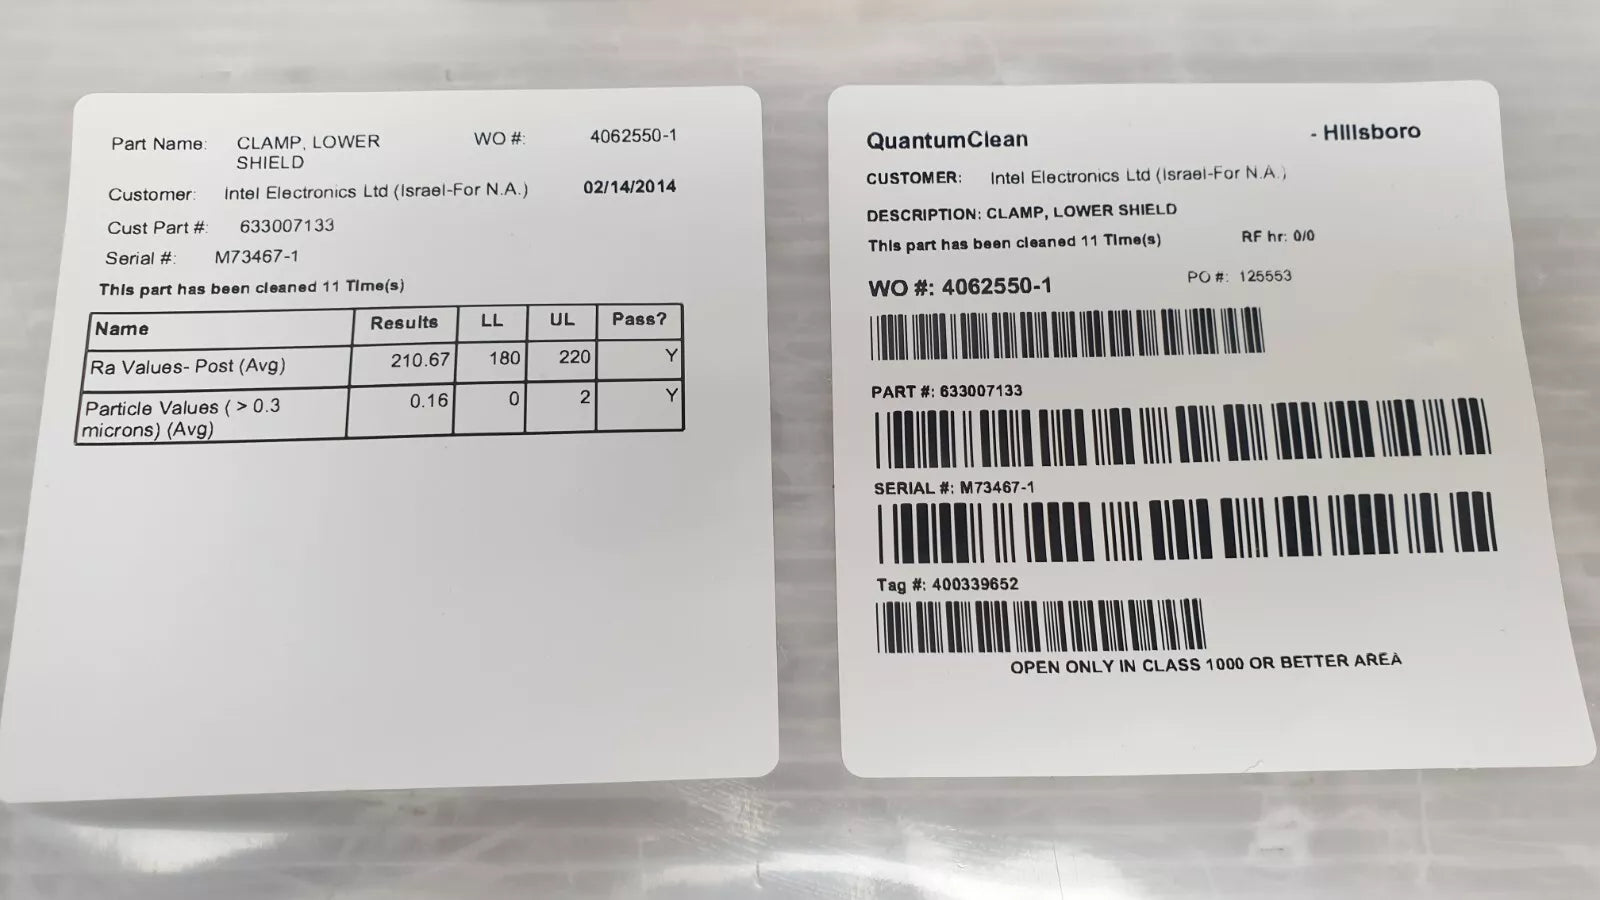 Part Name: CLAMP, LOWER SHIELD WO #: 4062550-1
Customer: Intel Electronics Ltd (Israel-For N.A.) 02/14/2014
Cust Part #: 633007133
Serial #: M73467-1
This part has been cleaned 11 Time(s)
Name Results LL UL Pass?
Ra Values- Post (Avg) 210.67 180 220 Y
Particle Values ( > 0.3 microns) (Avg) 0.16 0 2 Y
QuantumClean - Hillsboro
CUSTOMER: Intel Electronics Ltd (Israel-For N.A.)
DESCRIPTION: CLAMP, LOWER SHIELD
This part has been cleaned 11 Time(s) RF hr: 0/0
WO #: 4062550-1 PO #: 125553
PART #: 633007133
SERIAL #: M73467-1
Tag #: 400339652
OPEN ONLY IN CLASS 1000 OR BETTER AREA